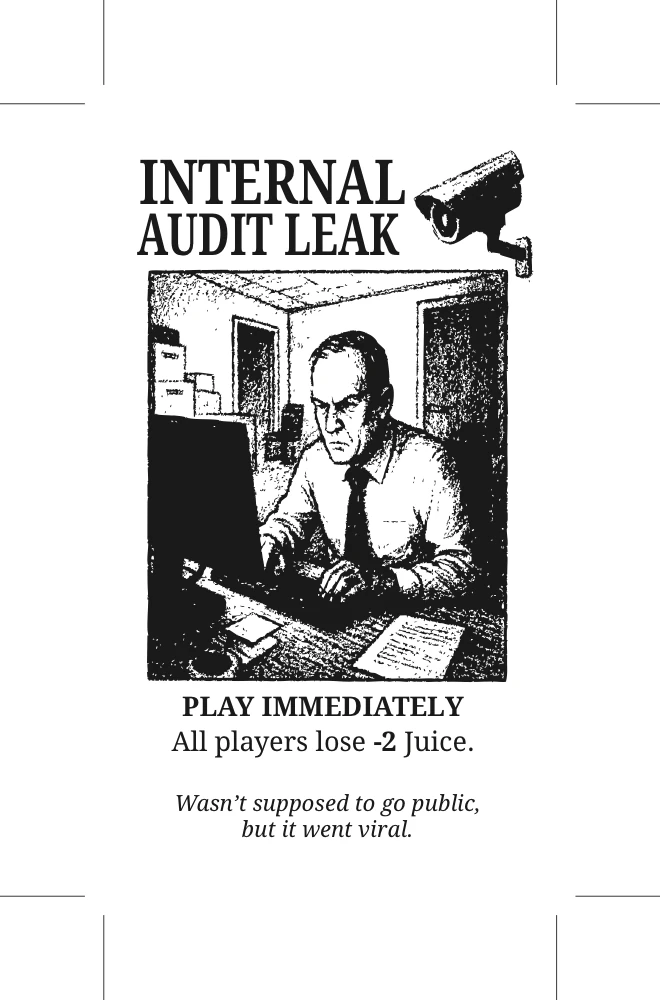 INTERNAL
AUDIT LEAK
PLAY IMMEDIATELY
All players lose -2 Juice.
Wasn’t supposed to go public,
but it went viral.